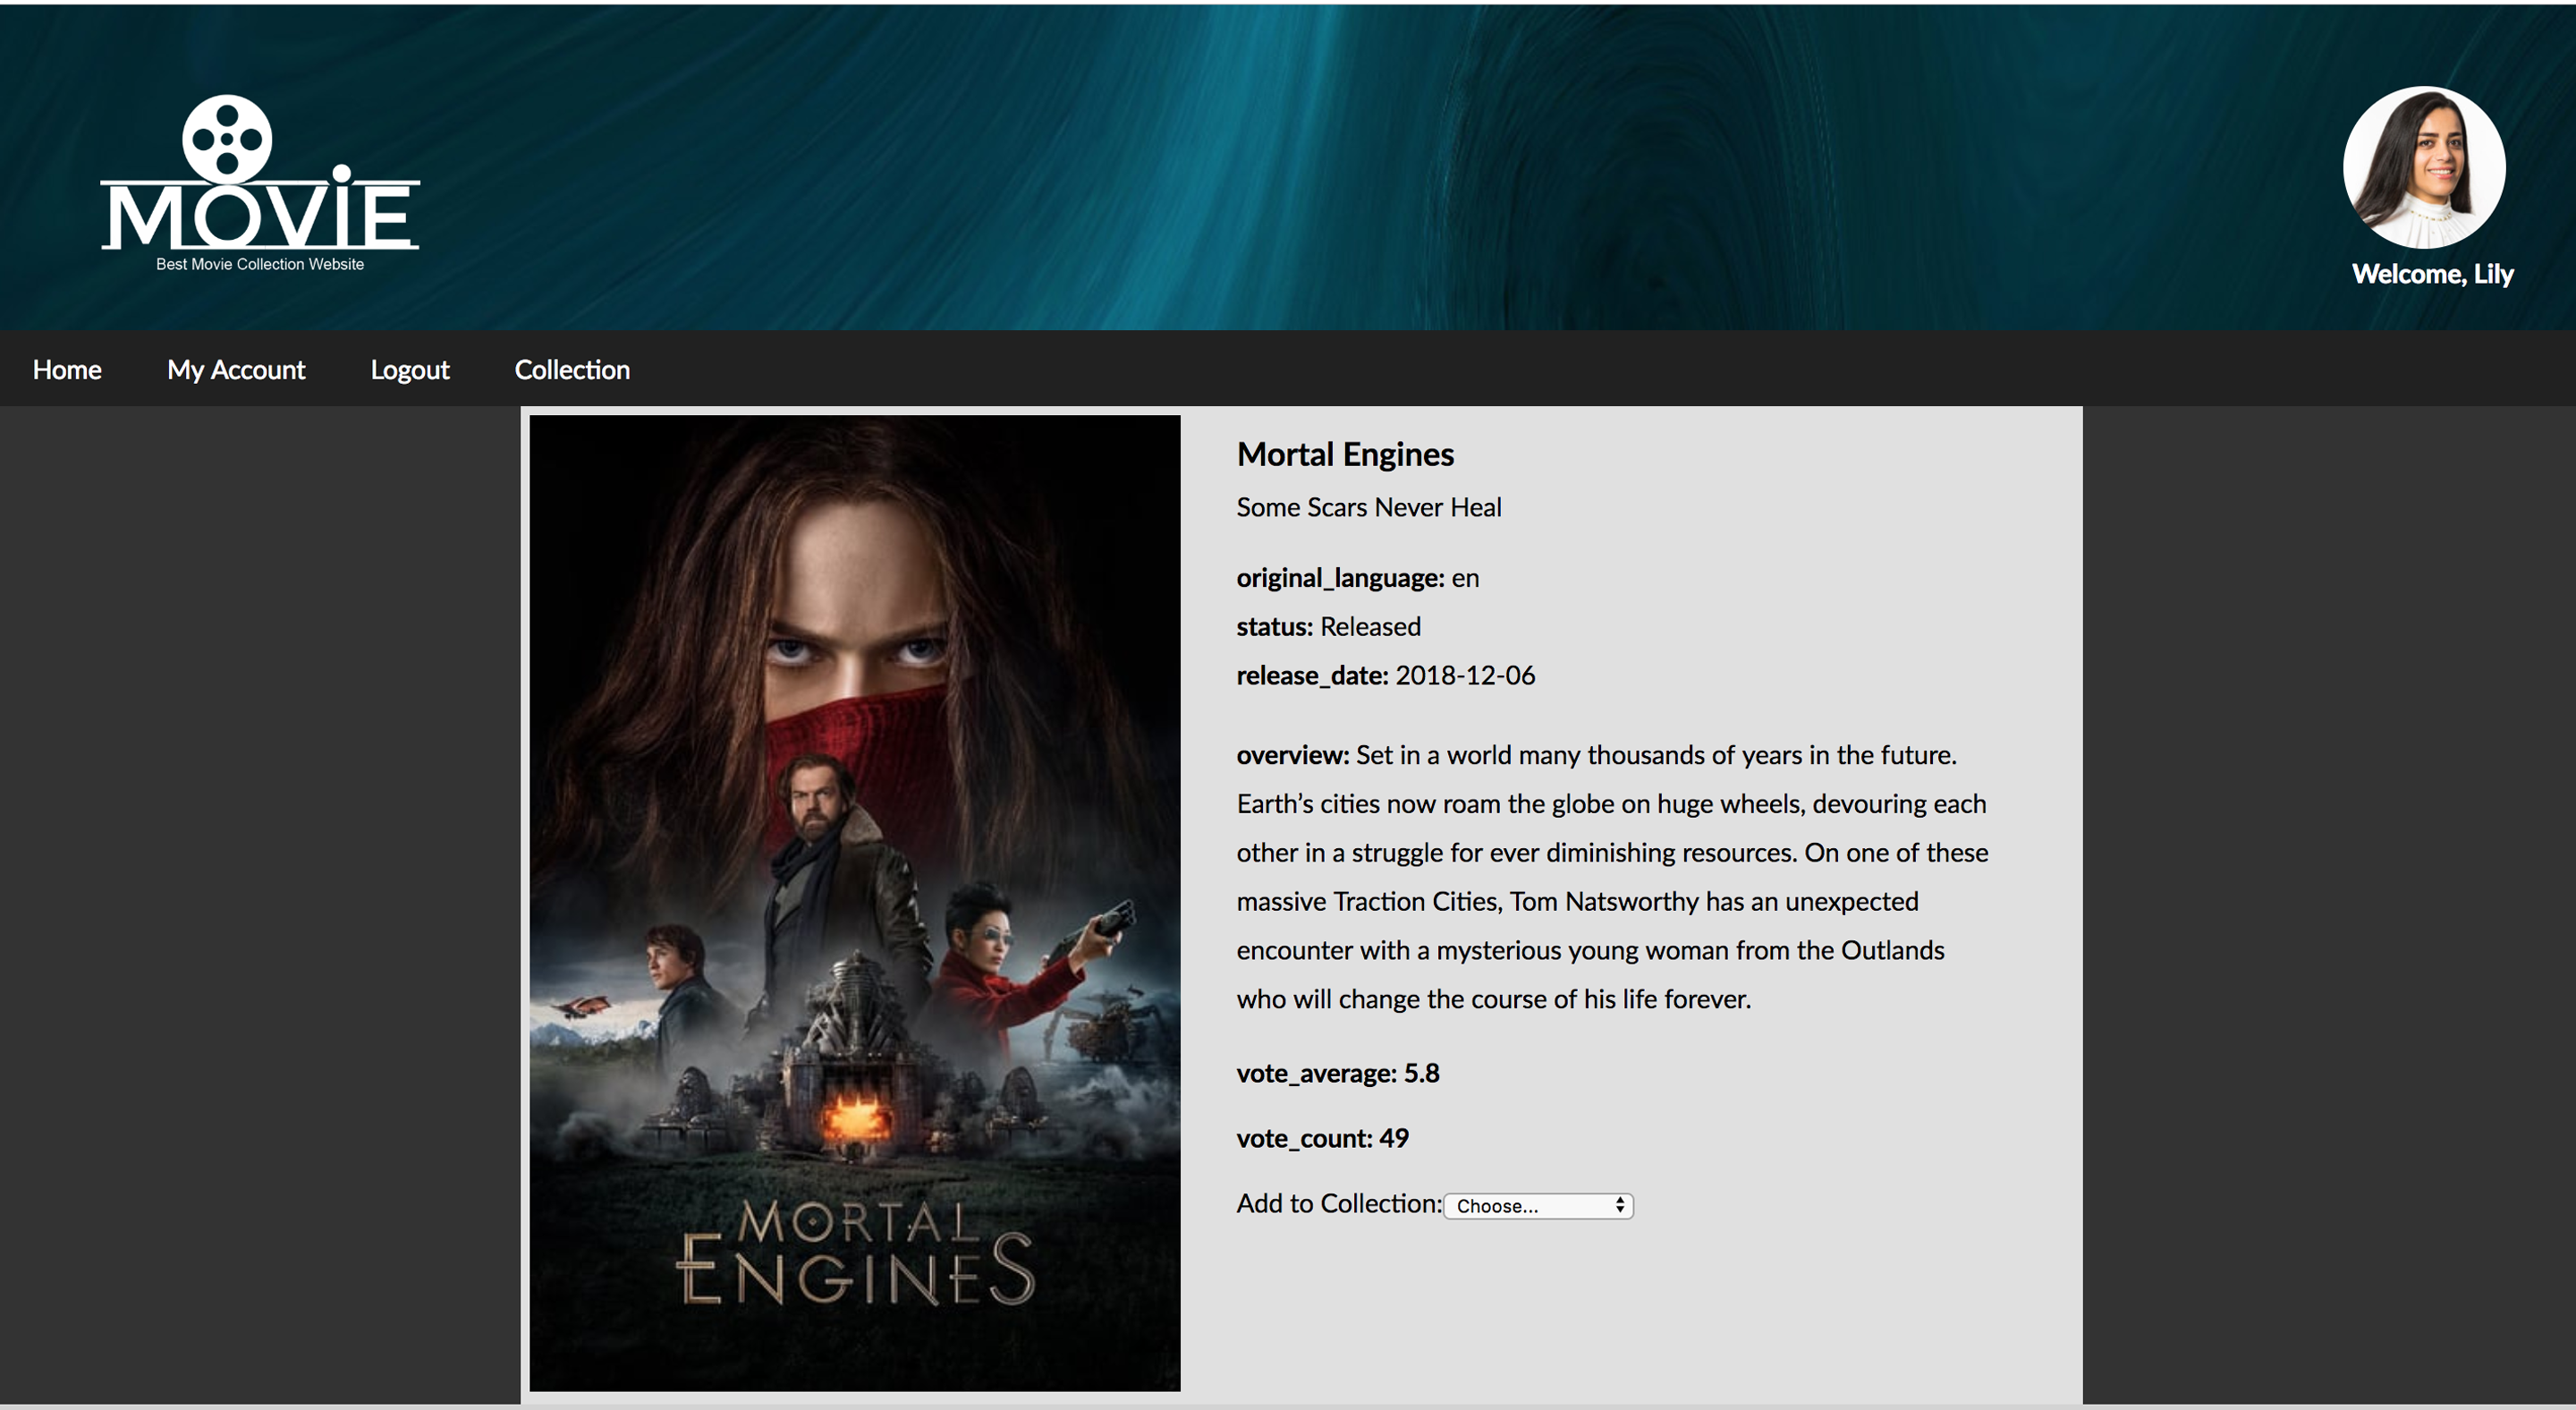 MOVIE
Best Movie Collection Website
Welcome, Lily
Home My Account Logout Collection
Mortal Engines
Some Scars Never Heal
original_language: en
status: Released
release_date: 2018-12-06
overview: Set in a world many thousands of years in the future.
Earth’s cities now roam the globe on huge wheels, devouring each
other in a struggle for ever diminishing resources. On one of these
massive Traction Cities, Tom Natsworthy has an unexpected
encounter with a mysterious young woman from the Outlands
who will change the course of his life forever.
vote_average: 5.8
vote_count: 49
Add to Collection: Choose...
MORTAL
ENGINES